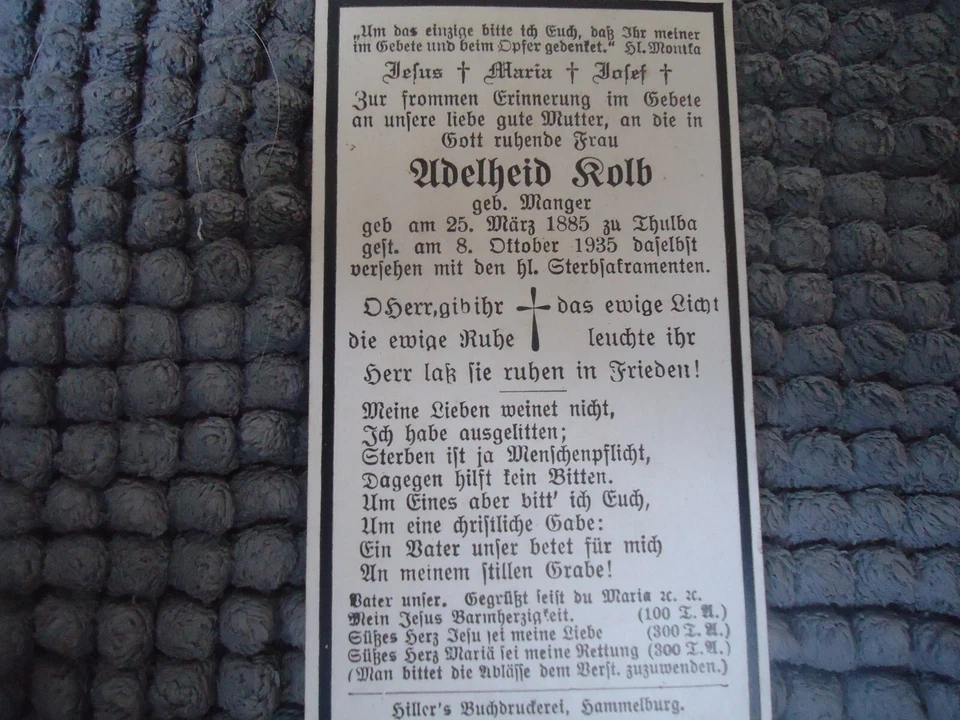 „Um das einzige bitte ich Euch, daß Ihr meiner
im Gebete und beim Opfer gedenket.“ Hl. Monika
Jesus † Maria † Josef †
Zur frommen Erinnerung im Gebete
an unsere liebe gute Mutter, an die in
Gott ruhende Frau
Adelheid Kolb
geb. Manger
geb am 25. März 1885 zu Thulba
gest. am 8. Oktober 1935 daselbst
versehen mit den hl. Sterbsakramenten.
O Herr, gib ihr † das ewige Licht
die ewige Ruhe leuchte ihr
Herr laß sie ruhen in Frieden!
Meine Lieben weinet nicht,
Ich habe ausgelitten;
Sterben ist ja Menschenpflicht,
Dagegen hilft kein Bitten.
Um Eines aber bitt' ich Euch,
Um eine christliche Gabe:
Ein Vater unser betet für mich
An meinem stillen Grabe!
Vater unser. Gegrüßt seist du Maria ꝛc. ꝛc.
Mein Jesus Barmherzigkeit. (100 T. A.)
Süßes Herz Jesu sei meine Liebe (300 T. A.)
Süßes Herz Mariä sei meine Rettung (300 T. A.)
(Man bittet die Ablässe dem Verst. zuzuwenden.)
Hiller's Buchdruckerei, Hammelburg.